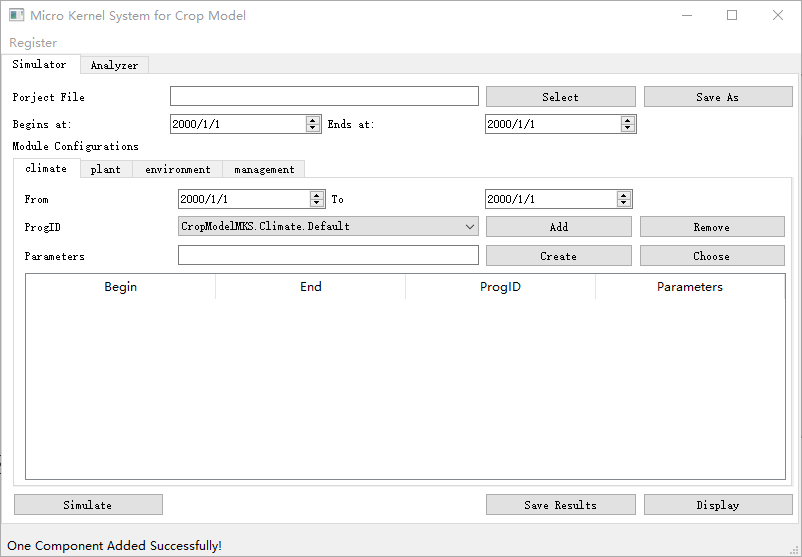 Micro Kernel System for Crop Model
Register
Simulator Analyzer
Porject File Select Save As
Begins at: 2000/1/1 Ends at: 2000/1/1
Module Configurations
climate plant environment management
From 2000/1/1 To 2000/1/1
ProgID CropModelMKS.Climate.Default Add Remove
Parameters Create Choose
Begin End ProgID Parameters
Simulate Save Results Display
One Component Added Successfully!